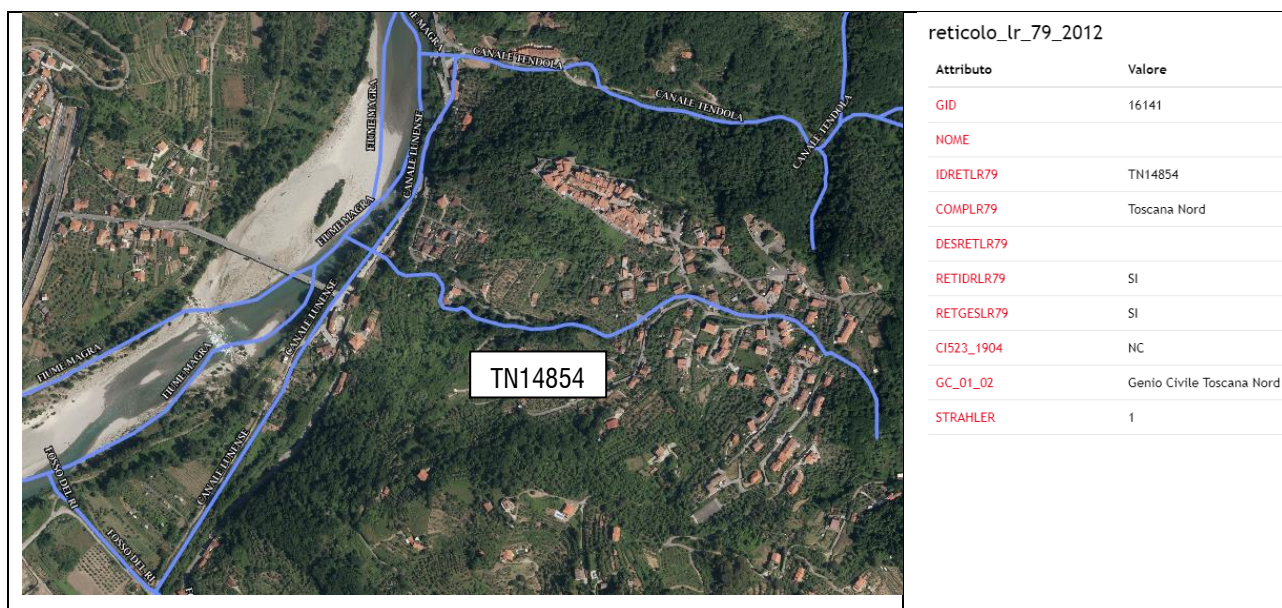 FIUME MAGRA
CANALE TENDOLA
CANALE TENDOLA
CANALE TENDOLA
FIUME MAGRA
CANALE LUNENSE
FIUME MAGRA
CANALE LUNENSE
FIUME MAGRA
FIUME MAGRA
TN14854
CANALE LUNENSE
FOSSO DEL RI
FOSSO DEL RI
reticolo_lr_79_2012
Attributo Valore
GID 16141
NOME
IDRETLR79 TN14854
COMPLR79 Toscana Nord
DESRETLR79
RETIDRLR79 SI
RETGESLR79 SI
CI523_1904 NC
GC_01_02 Genio Civile Toscana Nord
STRAHLER 1